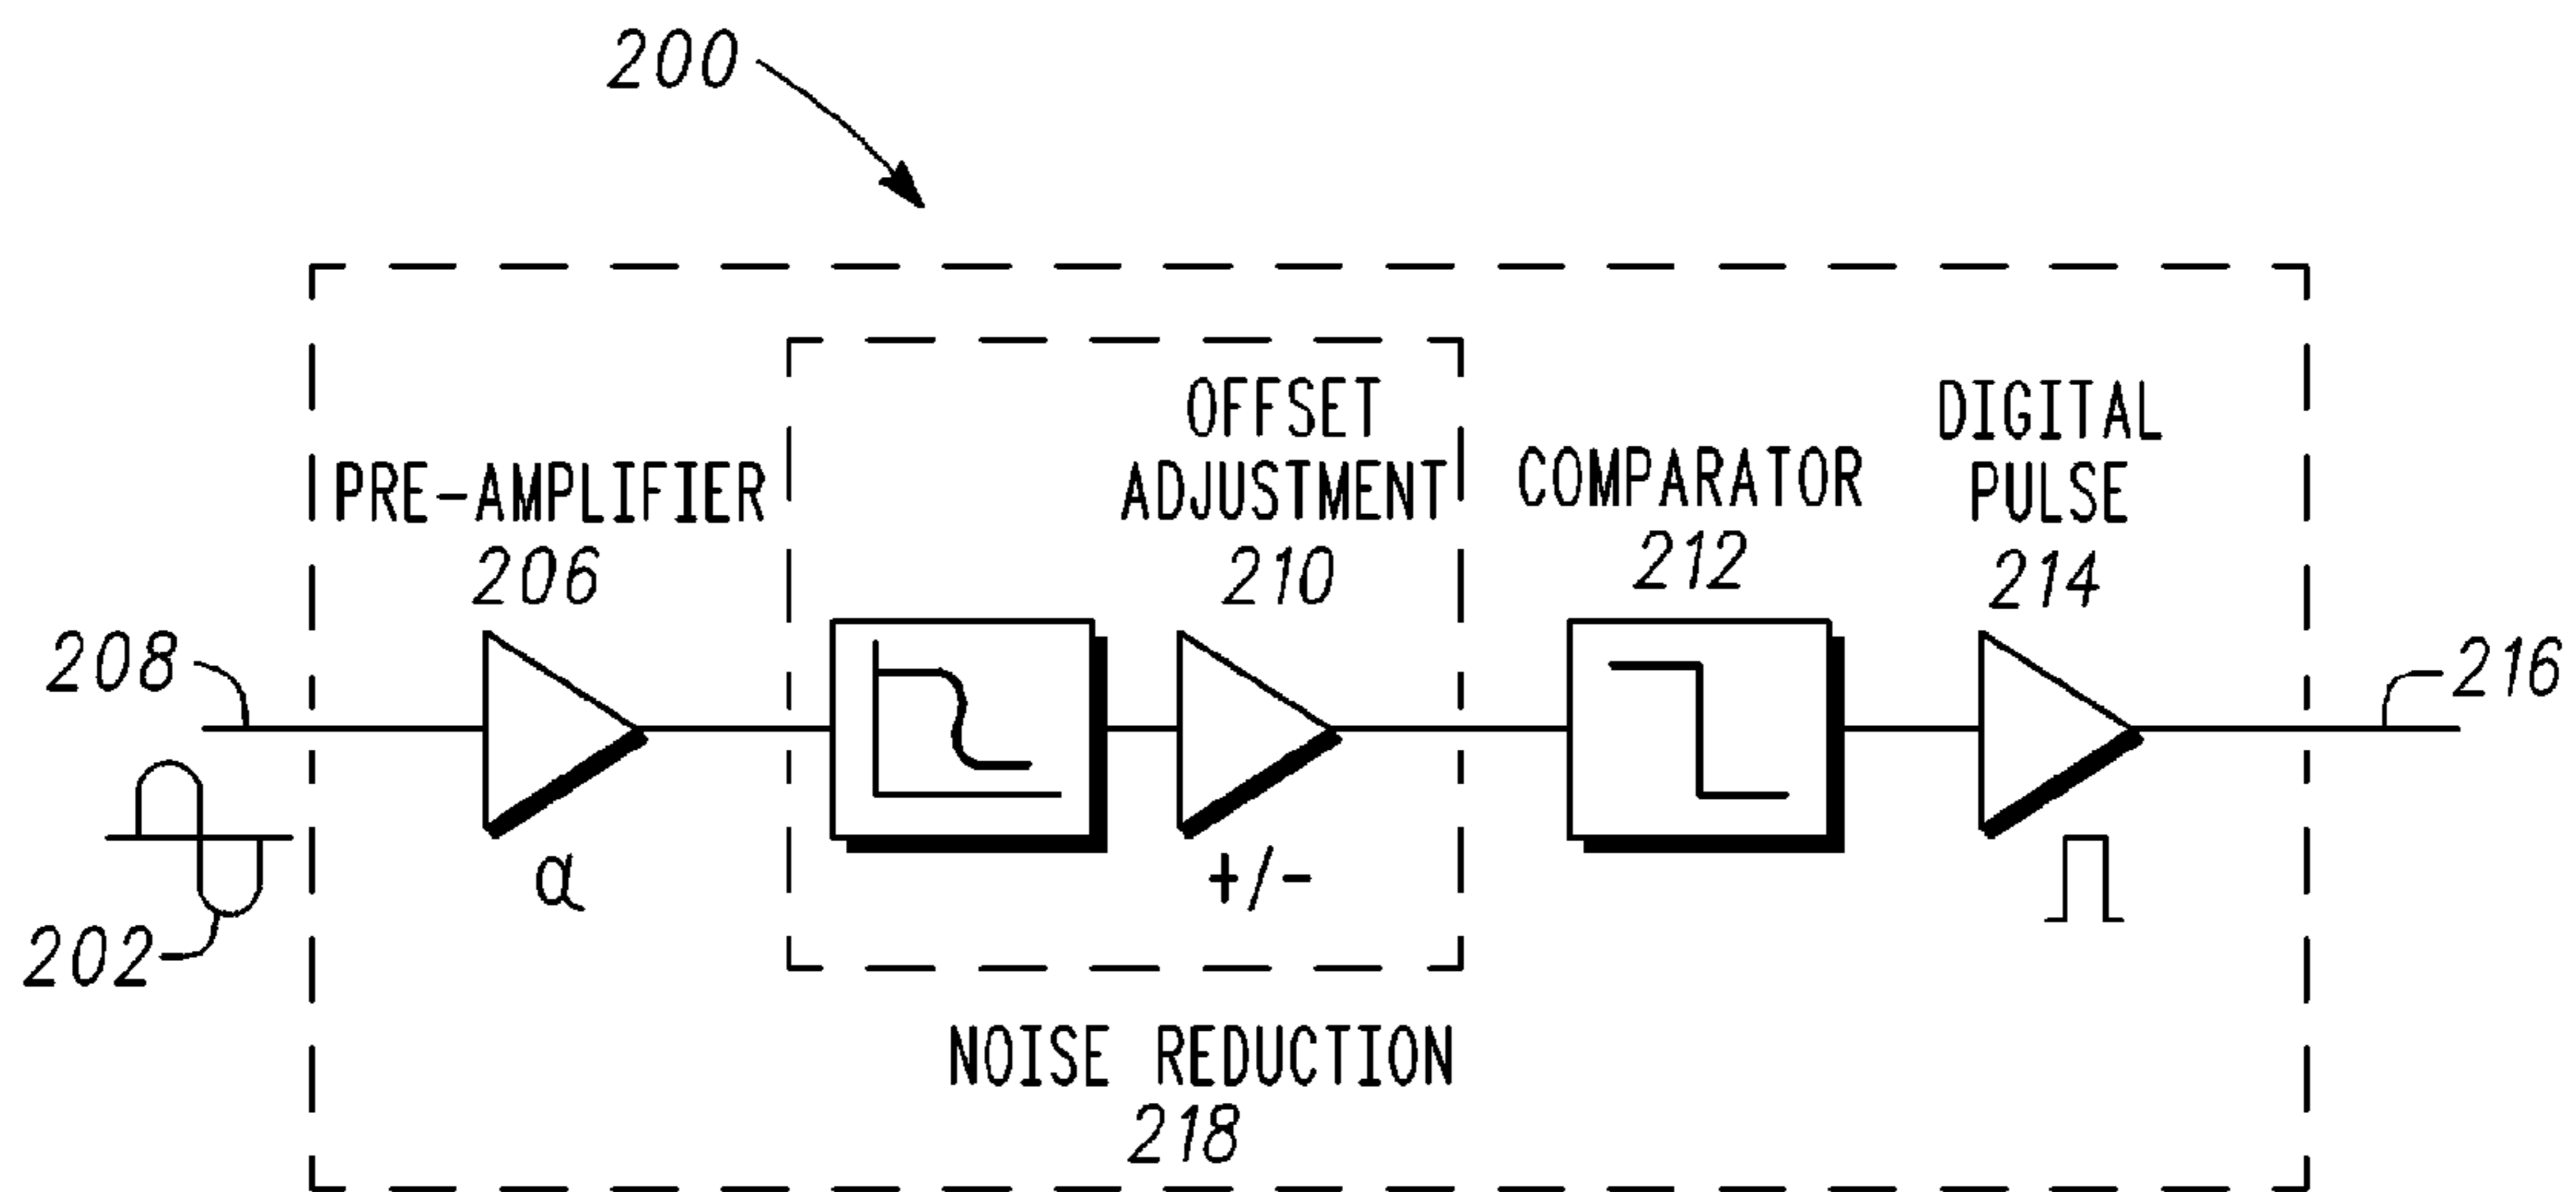 200
OFFSET
ADJUSTMENT
210
DIGITAL
PULSE
214
PRE-AMPLIFIER
206
COMPARATOR
212
208
216
202
α
+/-
NOISE REDUCTION
218